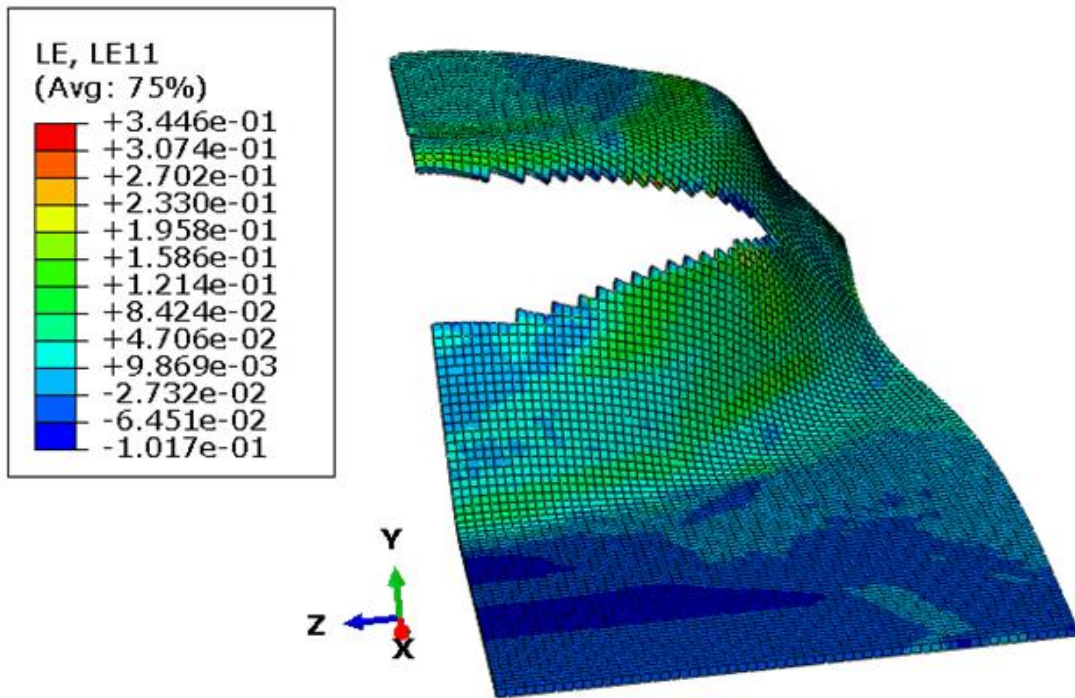 LE, LE11
(Avg: 75%)
+3.446e-01
+3.074e-01
+2.702e-01
+2.330e-01
+1.958e-01
+1.586e-01
+1.214e-01
+8.424e-02
+4.706e-02
+9.869e-03
-2.732e-02
-6.451e-02
-1.017e-01
Y
Z
X